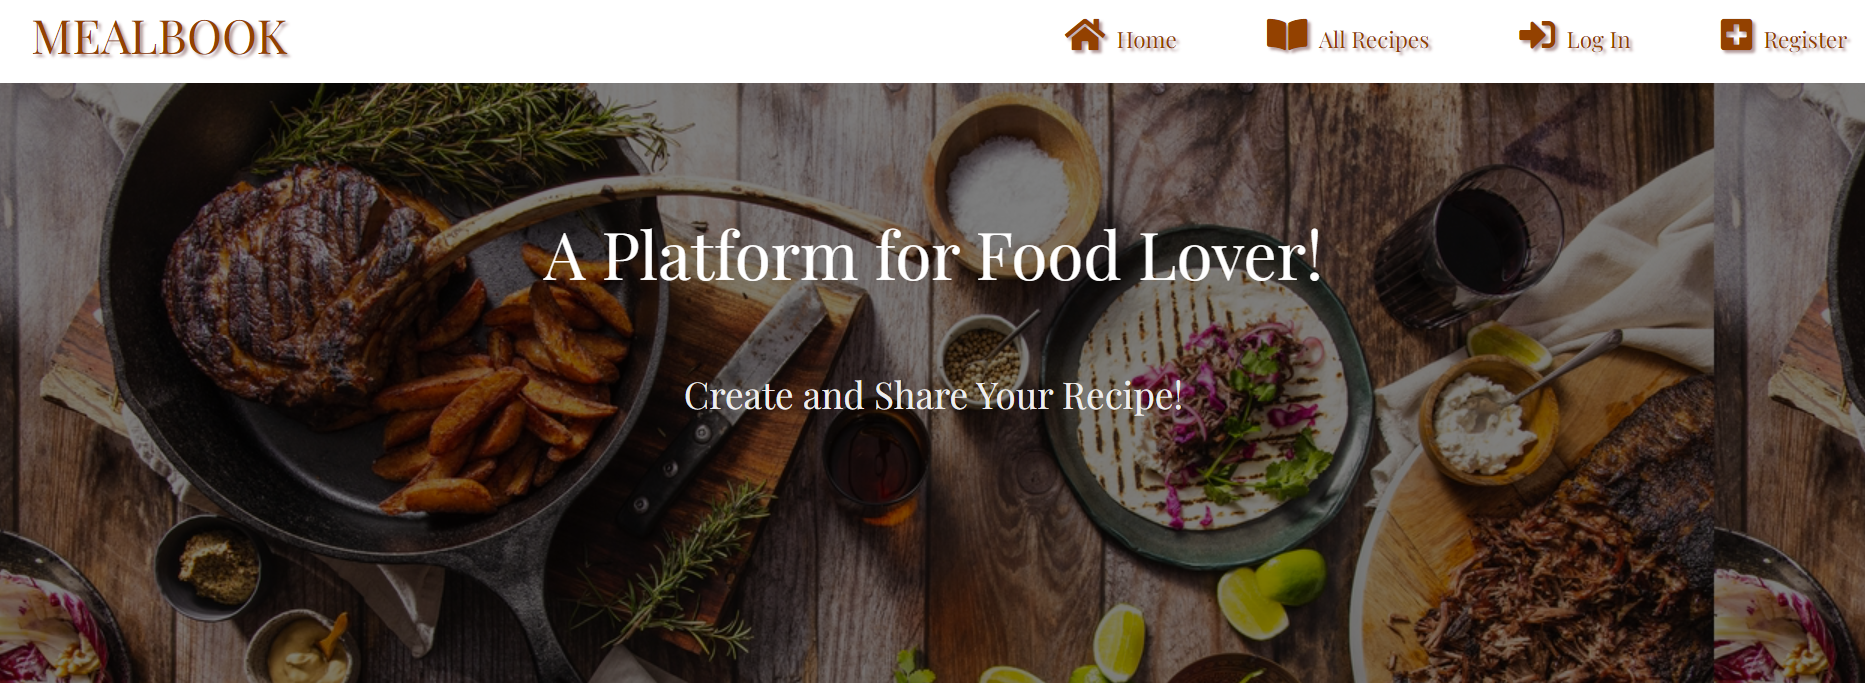 MEALBOOK
Home
All Recipes
Log In
Register
A Platform for Food Lover!
Create and Share Your Recipe!